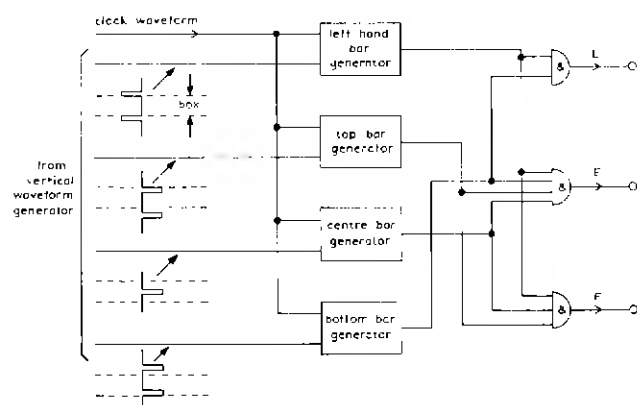 clock waveform
left hand
bar
generator
&
L
box
top bar
generator
from
vertical
waveform
generator
&
E
centre bar
generator
&
F
bottom bar
generator